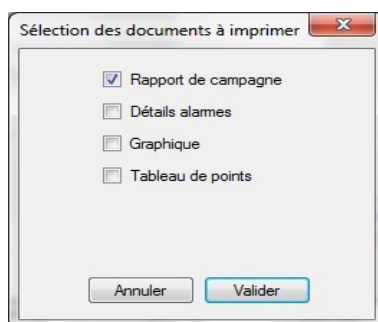 Sélection des documents à imprimer
Rapport de campagne
Détails alarmes
Graphique
Tableau de points
Annuler Valider